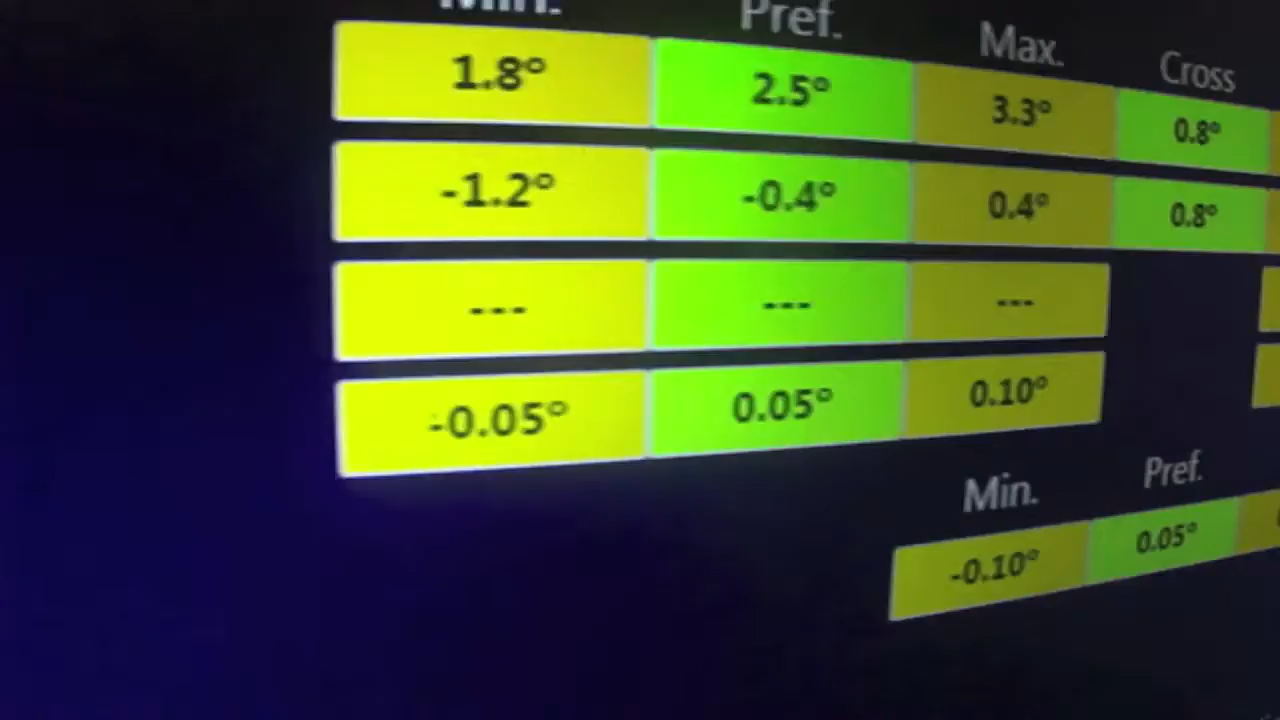 Min. Pref. Max. Cross
1.8° 2.5° 3.3° 0.8°
-1.2° -0.4° 0.4° 0.8°
--- --- ---
-0.05° 0.05° 0.10°
Min. Pref.
-0.10° 0.05°